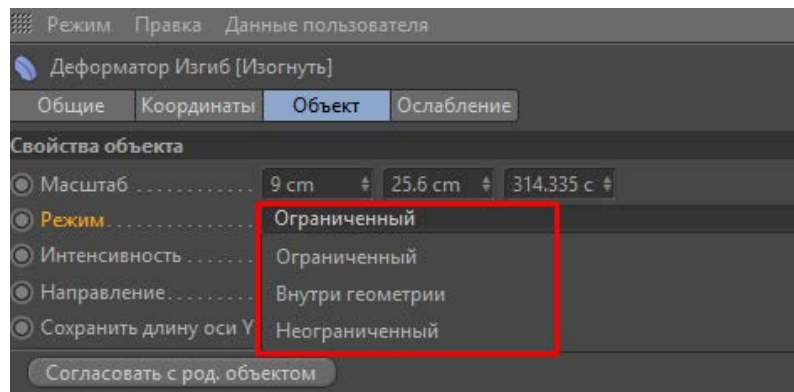 Режим Правка Данные пользователя
Деформатор Изгиб [Изогнуть]
Общие Координаты Объект Ослабление
Свойства объекта
Масштаб 9 cm 25.6 cm 314.335 c
Режим Ограниченный
Интенсивность Ограниченный
Направление Внутри геометрии
Сохранить длину оси Y Неограниченный
Согласовать с род. объектом